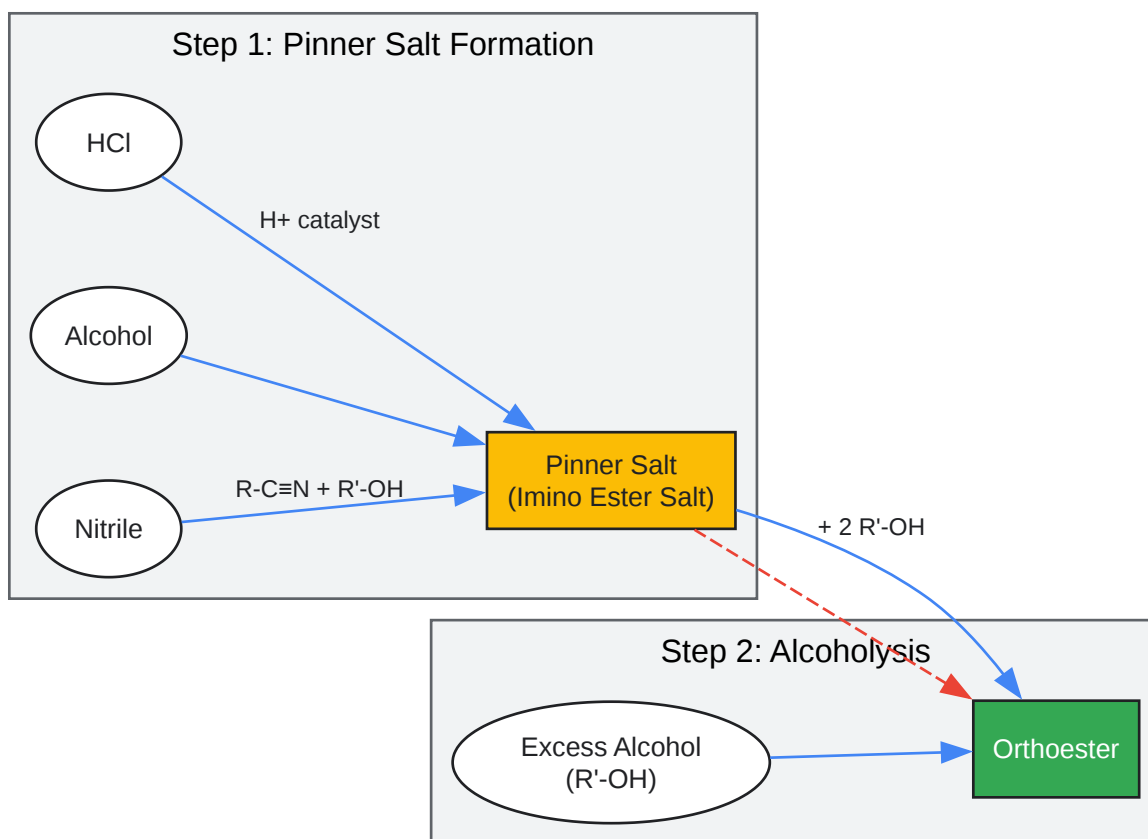 Step 1: Pinner Salt Formation
HCl
H+ catalyst
Alcohol
Pinner Salt
(Imino Ester Salt)
R-C≡N + R'-OH
Nitrile
+ 2 R'-OH
Step 2: Alcoholysis
Excess Alcohol
(R'-OH)
Orthoester